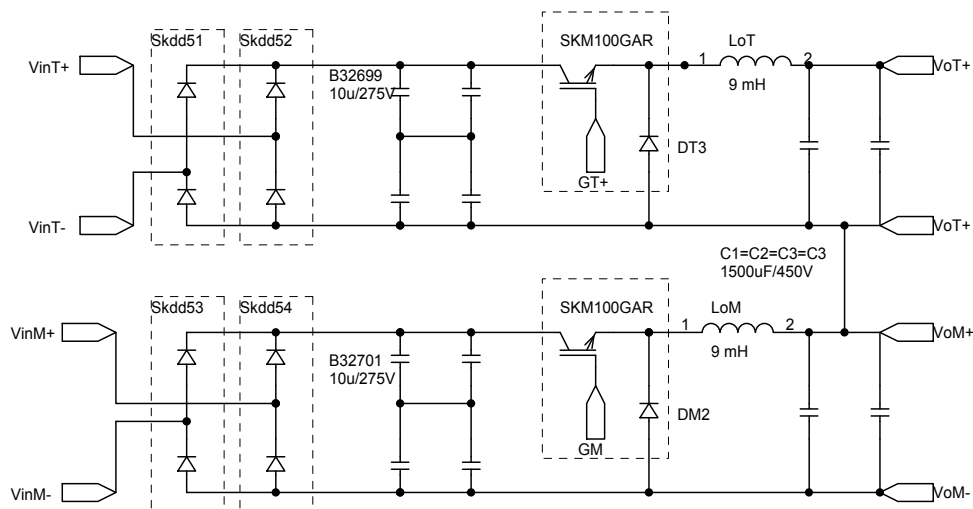 Skdd51
Skdd52
SKM100GAR
LoT
VinT+
B32699
10u/275V
1
2
9 mH
VoT+
DT3
GT+
VinT-
VoT+
C1=C2=C3=C3
1500uF/450V
Skdd53
Skdd54
SKM100GAR
LoM
VinM+
B32701
10u/275V
1
2
9 mH
VoM+
DM2
GM
VinM-
VoM-